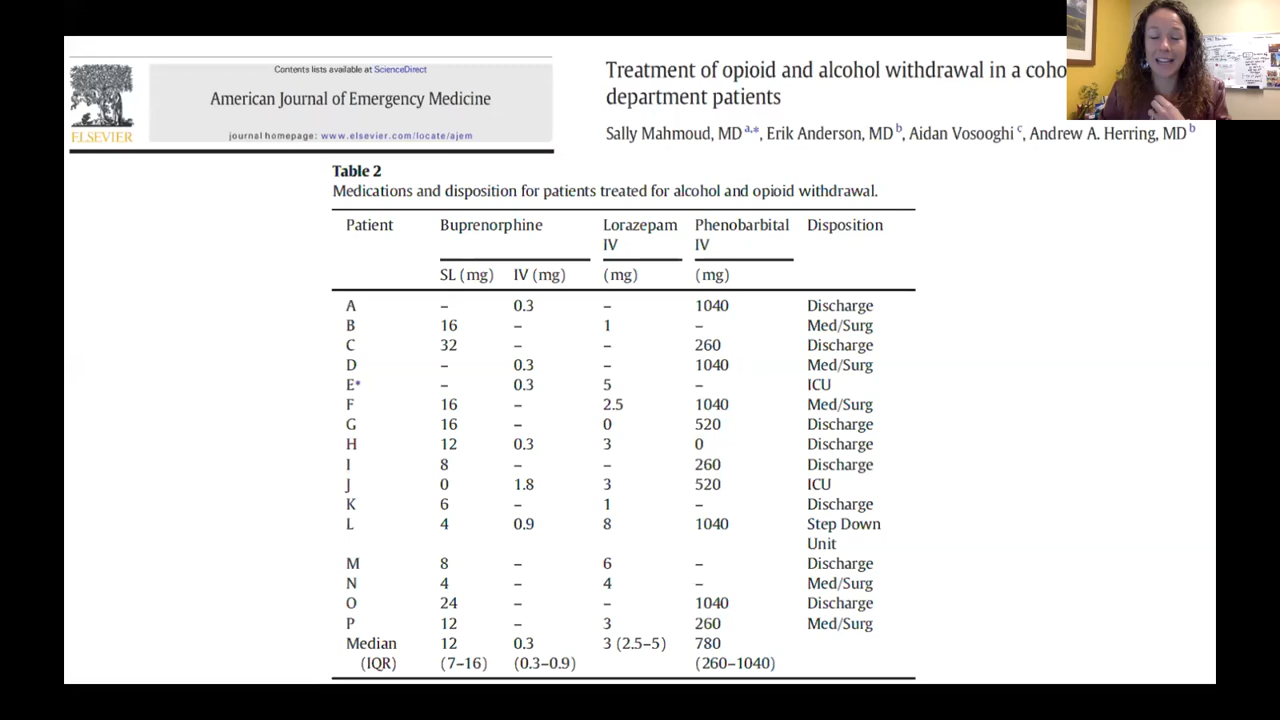 Contents lists available at ScienceDirect
American Journal of Emergency Medicine
journal homepage: www.elsevier.com/locate/ajem
ELSEVIER
Treatment of opioid and alcohol withdrawal in a coho
department patients
Sally Mahmoud, MD a,*, Erik Anderson, MD b, Aidan Vosooghi c, Andrew A. Herring, MD b
Table 2
Medications and disposition for patients treated for alcohol and opioid withdrawal.
Patient Buprenorphine Lorazepam Phenobarbital Disposition
IV IV
SL (mg) IV (mg) (mg) (mg)
A – 0.3 – 1040 Discharge
B 16 – 1 – Med/Surg
C 32 – – 260 Discharge
D – 0.3 – 1040 Med/Surg
E* – 0.3 5 – ICU
F 16 – 2.5 1040 Med/Surg
G 16 – 0 520 Discharge
H 12 0.3 3 0 Discharge
I 8 – – 260 Discharge
J 0 1.8 3 520 ICU
K 6 – 1 – Discharge
L 4 0.9 8 1040 Step Down
Unit
M 8 – 6 – Discharge
N 4 – 4 – Med/Surg
O 24 – – 1040 Discharge
P 12 – 3 260 Med/Surg
Median 12 0.3 3 (2.5–5) 780
(IQR) (7–16) (0.3–0.9) (260–1040)